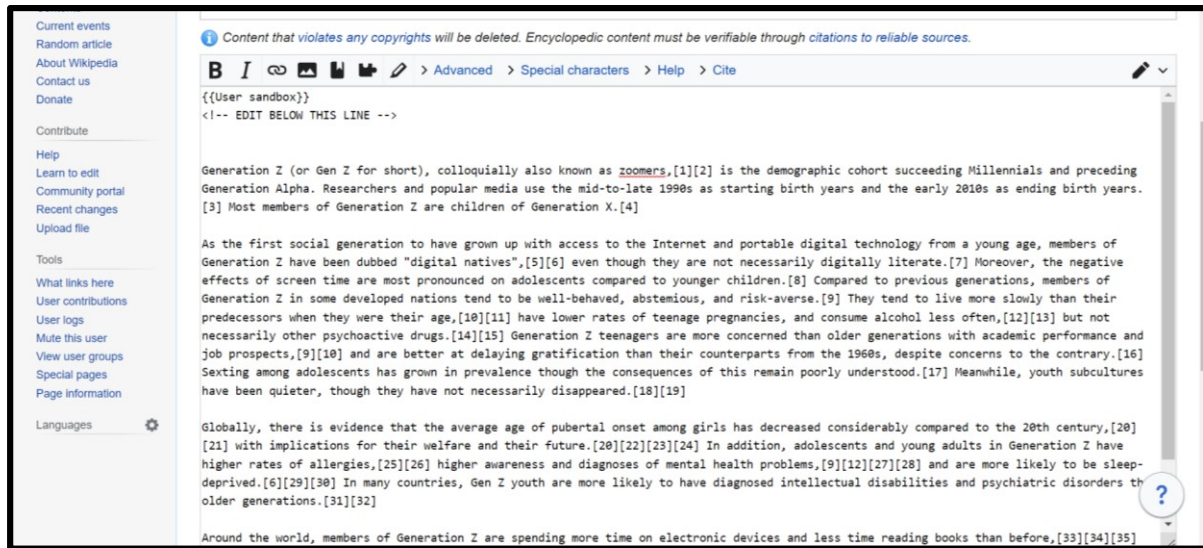 Current events
Random article
About Wikipedia
Contact us
Donate
Contribute
Help
Learn to edit
Community portal
Recent changes
Upload file
Tools
What links here
User contributions
User logs
Mute this user
View user groups
Special pages
Page information
Languages
Content that violates any copyrights will be deleted. Encyclopedic content must be verifiable through citations to reliable sources.
B I Advanced Special characters Help Cite
{{User sandbox}}
<!-- EDIT BELOW THIS LINE -->
Generation Z (or Gen Z for short), colloquially also known as zoomers,[1][2] is the demographic cohort succeeding Millennials and preceding
Generation Alpha. Researchers and popular media use the mid-to-late 1990s as starting birth years and the early 2010s as ending birth years.
[3] Most members of Generation Z are children of Generation X.[4]
As the first social generation to have grown up with access to the Internet and portable digital technology from a young age, members of
Generation Z have been dubbed "digital natives",[5][6] even though they are not necessarily digitally literate.[7] Moreover, the negative
effects of screen time are most pronounced on adolescents compared to younger children.[8] Compared to previous generations, members of
Generation Z in some developed nations tend to be well-behaved, abstemious, and risk-averse.[9] They tend to live more slowly than their
predecessors when they were their age,[10][11] have lower rates of teenage pregnancies, and consume alcohol less often,[12][13] but not
necessarily other psychoactive drugs.[14][15] Generation Z teenagers are more concerned than older generations with academic performance and
job prospects,[9][10] and are better at delaying gratification than their counterparts from the 1960s, despite concerns to the contrary.[16]
Sexting among adolescents has grown in prevalence though the consequences of this remain poorly understood.[17] Meanwhile, youth subcultures
have been quieter, though they have not necessarily disappeared.[18][19]
Globally, there is evidence that the average age of pubertal onset among girls has decreased considerably compared to the 20th century,[20]
[21] with implications for their welfare and their future.[20][22][23][24] In addition, adolescents and young adults in Generation Z have
higher rates of allergies,[25][26] higher awareness and diagnoses of mental health problems,[9][12][27][28] and are more likely to be sleep-
deprived.[6][29][30] In many countries, Gen Z youth are more likely to have diagnosed intellectual disabilities and psychiatric disorders th
older generations.[31][32]
Around the world, members of Generation Z are spending more time on electronic devices and less time reading books than before,[33][34][35]